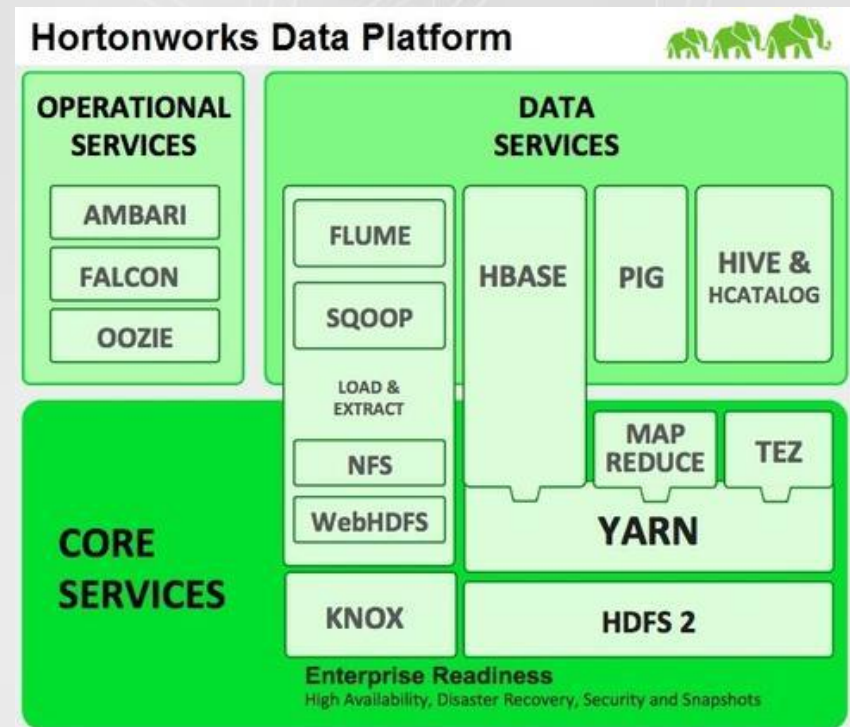 Hortonworks Data Platform
OPERATIONAL
SERVICES
AMBARI
FALCON
OOZIE
DATA
SERVICES
FLUME
SQOOP
LOAD &
EXTRACT
NFS
WebHDFS
HBASE
PIG
HIVE &
HCATALOG
MAP
REDUCE
TEZ
YARN
CORE
SERVICES
KNOX
HDFS 2
Enterprise Readiness
High Availability, Disaster Recovery, Security and Snapshots